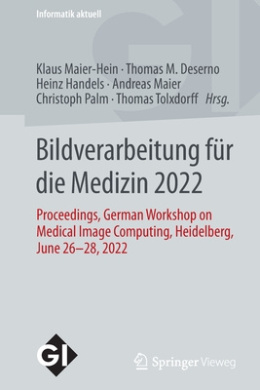 Informatik aktuell
Klaus Maier-Hein · Thomas M. Deserno
Heinz Handels · Andreas Maier
Christoph Palm · Thomas Tolxdorff Hrsg.
Bildverarbeitung für
die Medizin 2022
Proceedings, German Workshop on
Medical Image Computing, Heidelberg,
June 26–28, 2022
GI
Springer Vieweg